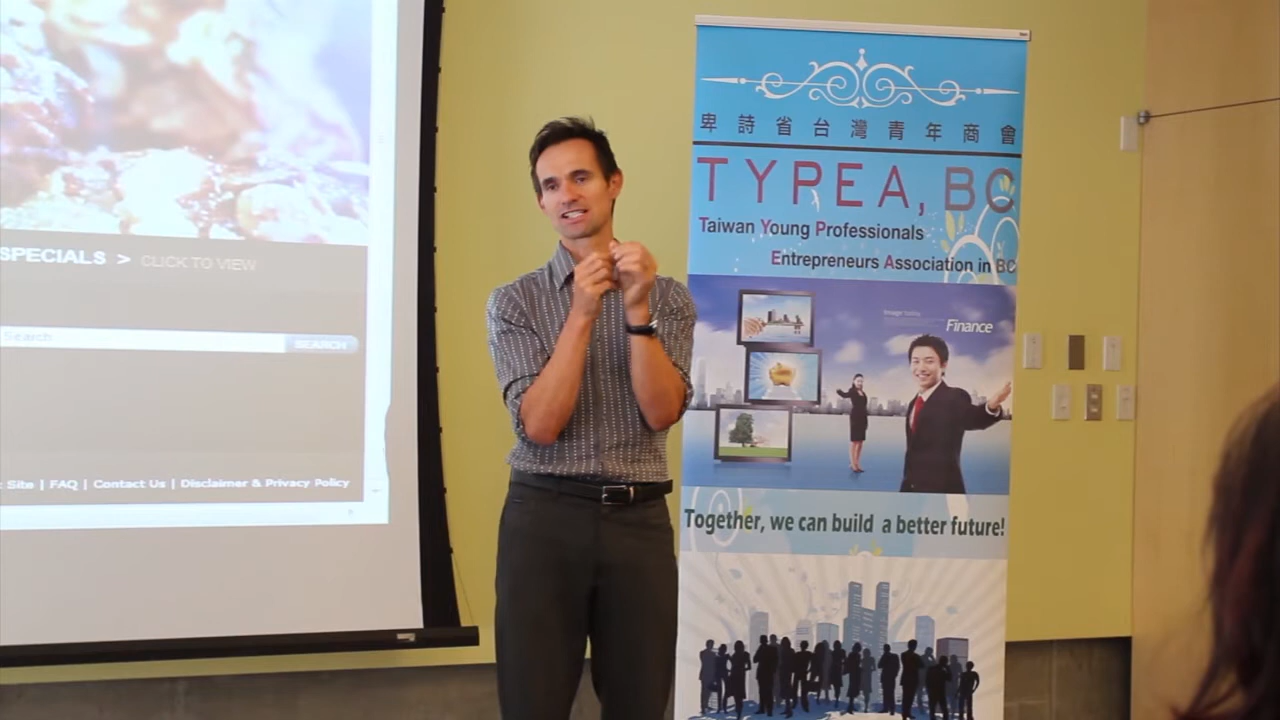 SPECIALS > CLICK TO VIEW
Search
SEARCH
Site | FAQ | Contact Us | Disclaimer & Privacy Policy
卑詩省台灣青年商會
TYPEA, BC
Taiwan Young Professionals
Entrepreneurs Association in BC
Finance
Together, we can build a better future!